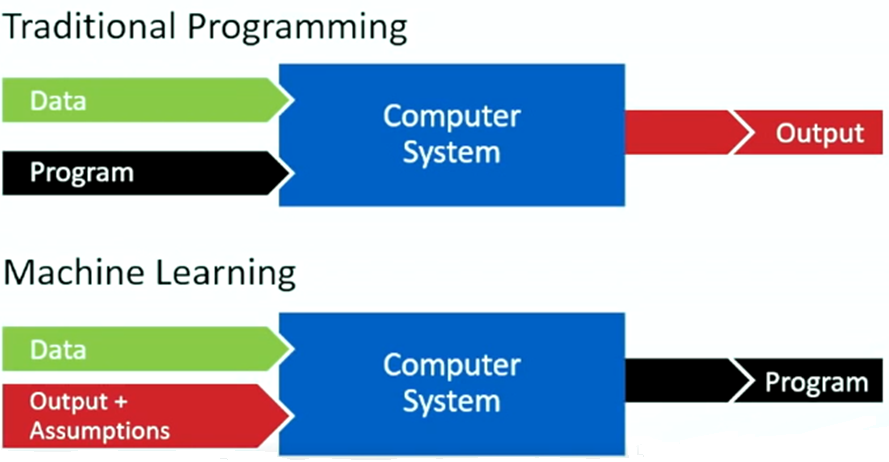 Traditional Programming
Data
Program
Computer
System
Output
Machine Learning
Data
Output +
Assumptions
Computer
System
Program